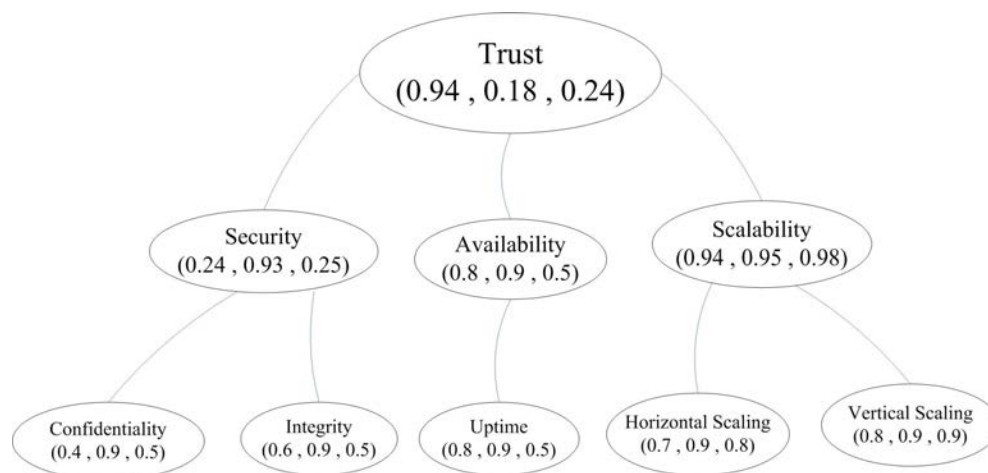 Trust
(0.94 , 0.18 , 0.24)
Security
(0.24 , 0.93 , 0.25)
Availability
(0.8 , 0.9 , 0.5)
Scalability
(0.94 , 0.95 , 0.98)
Confidentiality
(0.4 , 0.9 , 0.5)
Integrity
(0.6 , 0.9 , 0.5)
Uptime
(0.8 , 0.9 , 0.5)
Horizontal Scaling
(0.7 , 0.9 , 0.8)
Vertical Scaling
(0.8 , 0.9 , 0.9)